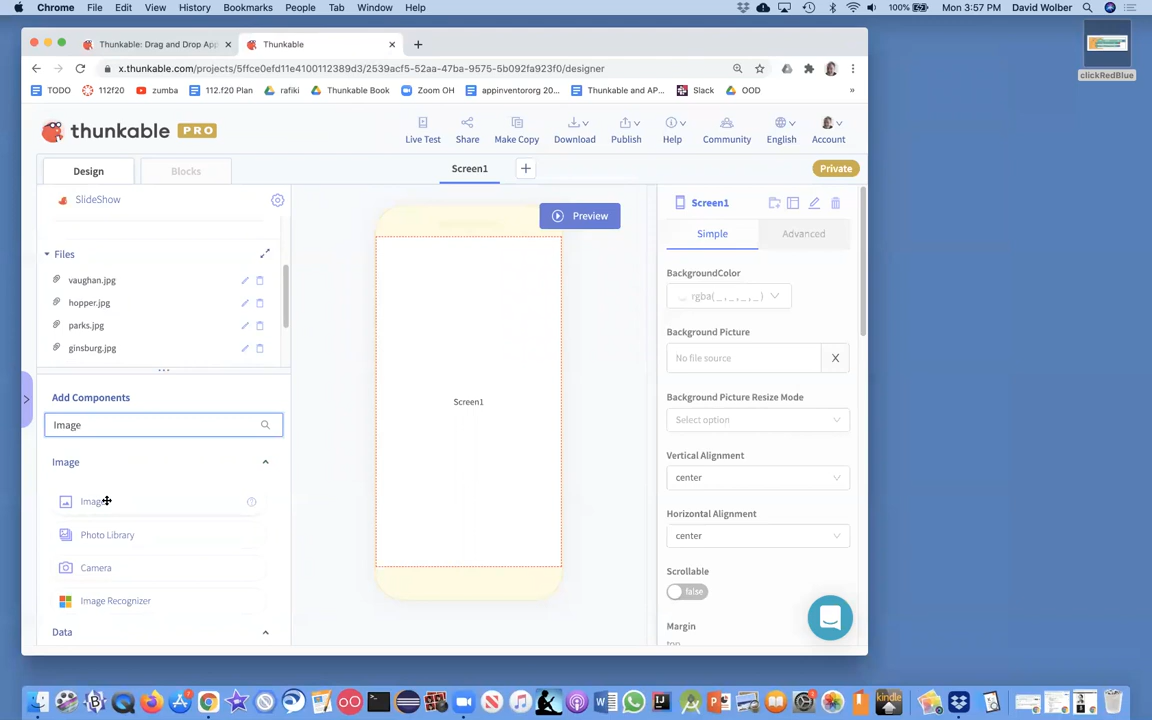 Chrome File Edit View History Bookmarks People Tab Window Help 100% Mon 3:57 PM David Wolber
Thunkable: Drag and Drop App
Thunkable
x.thunkable.com/projects/5ffce0efd11e4100112389d3/2539acf5-52aa-47ba-9575-5b092fa923f0/designer
TODO 112f20 zumba 112.f20 Plan rafiki Thunkable Book Zoom OH appinventorg 20... Thunkable and AP... Slack OOD »
thunkable PRO
Live Test Share Make Copy Download Publish Help Community English Account
Design Blocks Screen1 + Private
SlideShow
Preview
Screen1
Simple Advanced
Files
vaughan.jpg
hopper.jpg
parks.jpg
ginsburg.jpg
Add Components
Image
Image
Image
Photo Library
Camera
Image Recognizer
Data
Screen1
BackgroundColor
rgba(_,_,_,_)
Background Picture
No file source X
Background Picture Resize Mode
Select option
Vertical Alignment
center
Horizontal Alignment
center
Scrollable
false
Margin
clickRedBlue
kindle